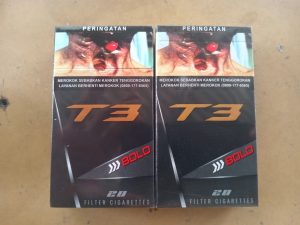 PERINGATAN
MEROKOK SEBABKAN KANKER TENGGOROKAN
LAYANAN BERHENTI MEROKOK (0800-177-6565)
T3
BOLD
20
FILTER CIGARETTES
PERINGATAN
MEROKOK SEBABKAN KANKER TENGGOROKAN
LAYANAN BERHENTI MEROKOK (0800-177-6565)
T3
BOLD
20
FILTER CIGARETTES